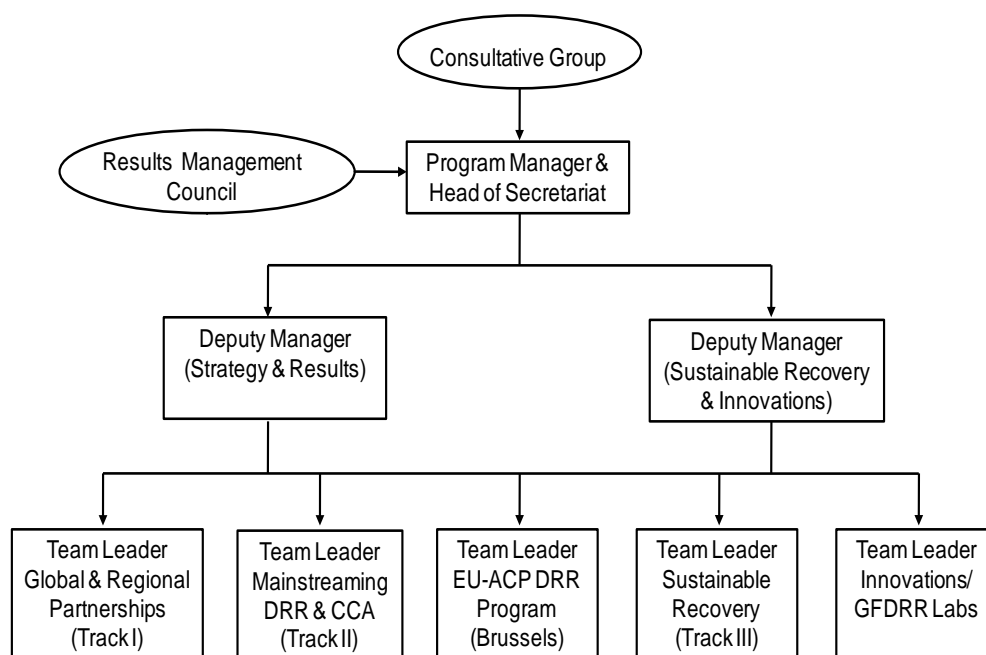 Consultative
Group
Results Management
Council
Program Manager &
Head of Secretariat
Deputy Manager
(Strategy & Results)
Deputy Manager
(Sustainable Recovery
& Innovations)
Team Leader
Global & Regional
Partnerships
(Track I)
Team Leader
Mainstreaming
DRR & CCA
(Track II)
Team Leader
EU-ACP DRR
Program
(Brussels)
Team Leader
Sustainable
Recovery
(Track III)
Team Leader
Innovations/
GFDRR Labs